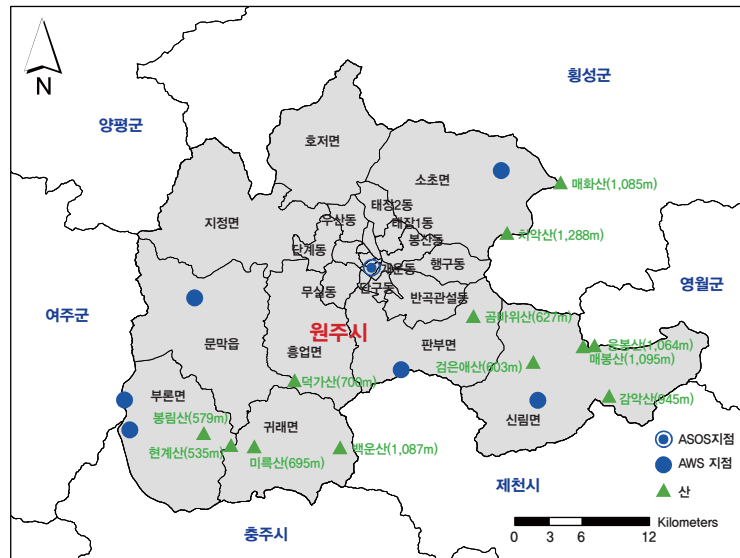 N
횡성군
양평군
호저면
소초면
매화산(1,085m)
태장2동
지정면
우산동
태장1동
봉산동
치악산(1,288m)
단계동
개운동
행구동
영월군
무실동
반곡관설동
여주군
곰바위산(627m)
원주시
문막읍
흥업면
판부면
응봉산(1,064m)
매봉산(1,095m)
검은애산(603m)
덕가산(700m)
부론면
감악산(945m)
봉림산(579m)
귀래면
신림면
현계산(535m)
미륵산(695m)
백운산(1,087m)
ASOS지점
AWS 지점
제천시
산
충주시
Kilometers
0 3 6 12